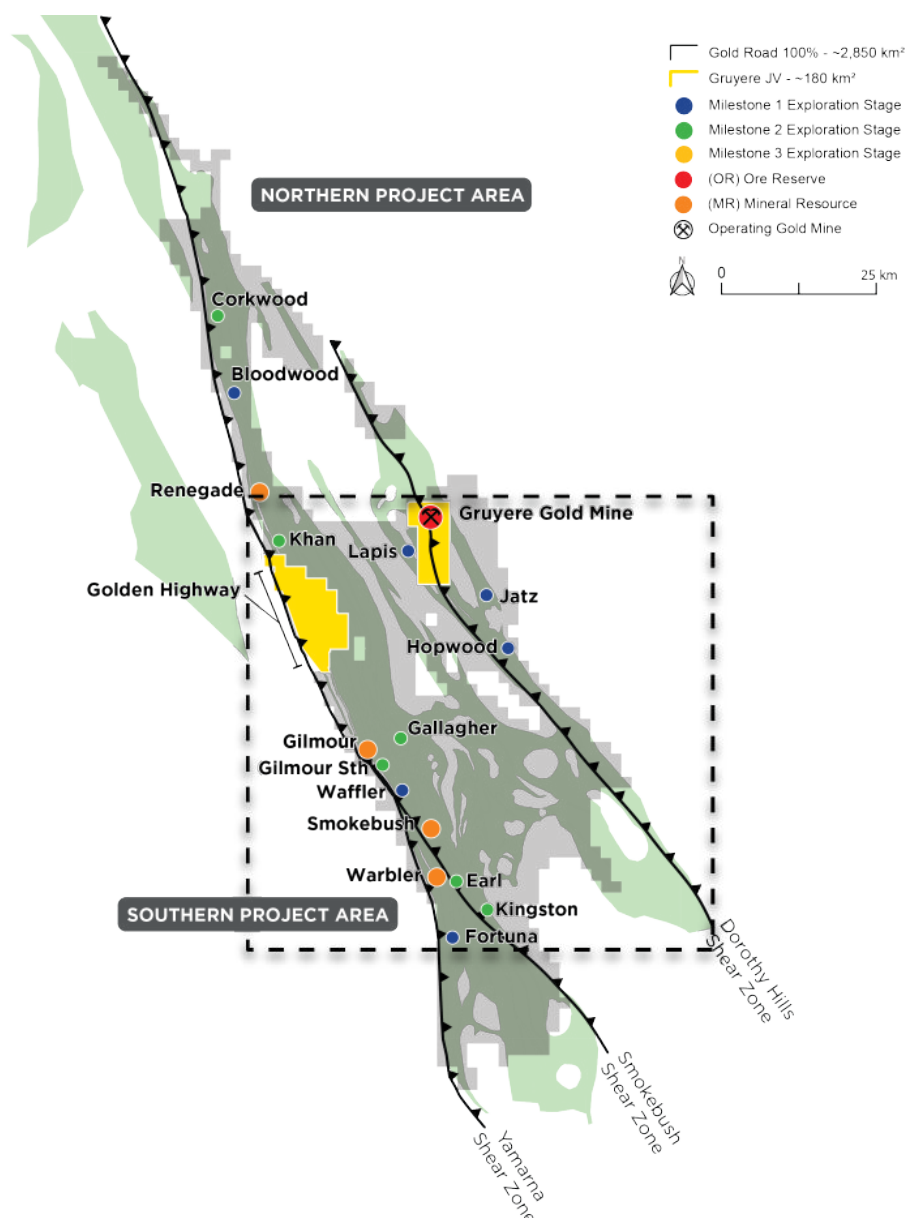 Gold Road 100% - ~2,850 km²
Gruyere JV - ~180 km²
Milestone 1 Exploration Stage
Milestone 2 Exploration Stage
Milestone 3 Exploration Stage
(OR) Ore Reserve
(MR) Mineral Resource
Operating Gold Mine
N
0
25 km
NORTHERN PROJECT AREA
Corkwood
Bloodwood
Renegade
Gruyere Gold Mine
Khan
Lapis
Golden Highway
Jatz
Hopwood
Gallagher
Gilmour
Gilmour Sth
Waffler
Smokebush
Warbler
Earl
SOUTHERN PROJECT AREA
Kingston
Fortuna
Dorothy Hills
Shear Zone
Smokebush
Shear Zone
Yamarna
Shear Zone